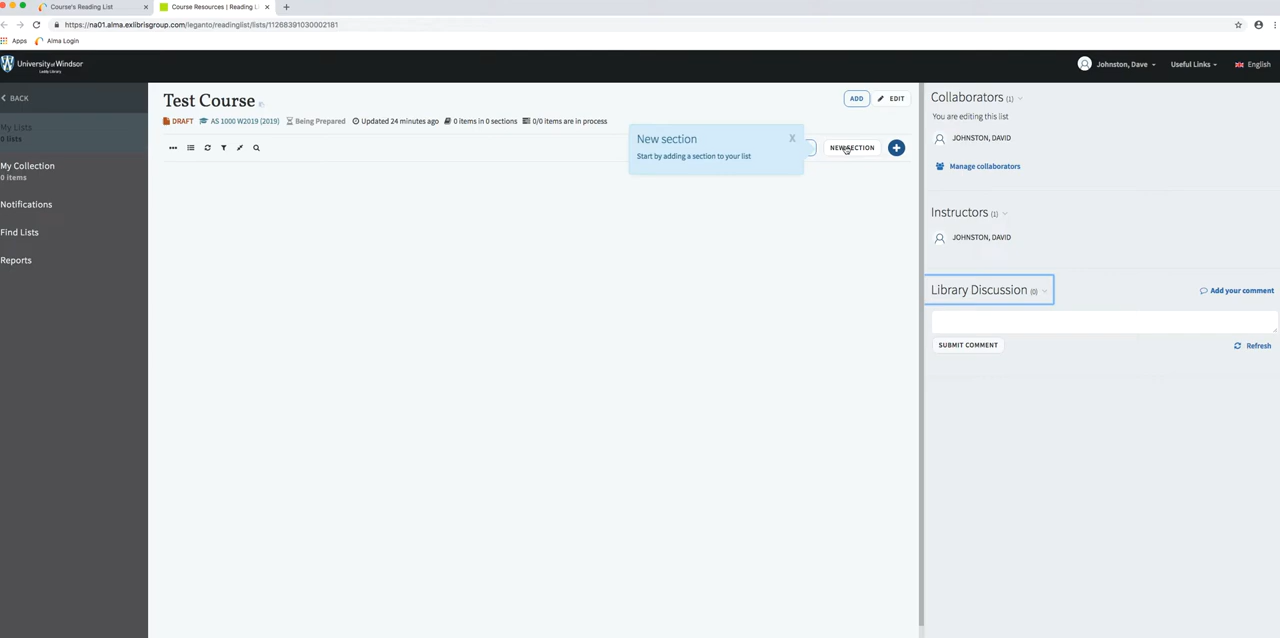 Course's Reading List
Course Resources | Reading L
https://na01.alma.exlibrisgroup.com/leganto/readinglist/lists/11268391030002181
Apps Alma Login
University of Windsor
Leddy Library
Johnston, Dave Useful Links English
BACK
My Lists
0 lists
My Collection
0 items
Notifications
Find Lists
Reports
Test Course
ADD EDIT
DRAFT AS 1000 W2019 (2019) Being Prepared Updated 24 minutes ago 0 items in 0 sections 0/0 items are in process
New section X
Start by adding a section to your list
NEW SECTION
Collaborators (1)
You are editing this list
JOHNSTON, DAVID
Manage collaborators
Instructors (1)
JOHNSTON, DAVID
Library Discussion (0) Add your comment
SUBMIT COMMENT Refresh